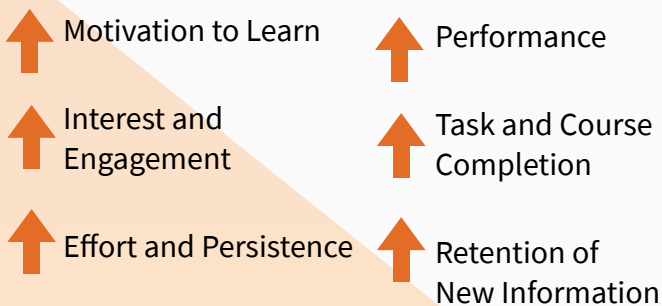 Motivation to Learn
Interest and
Engagement
Effort and Persistence
Performance
Task and Course
Completion
Retention of
New Information